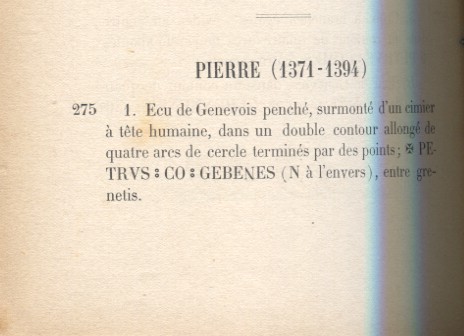 PIERRE (1371-1394)
275 1. Ecu de Genevois penché, surmonté d'un cimier
à tête humaine, dans un double contour allongé de
quatre arcs de cercle terminés par des points; ✠ PE-
TRVS : CO : GEBENES (N à l'envers), entre gre-
netis.